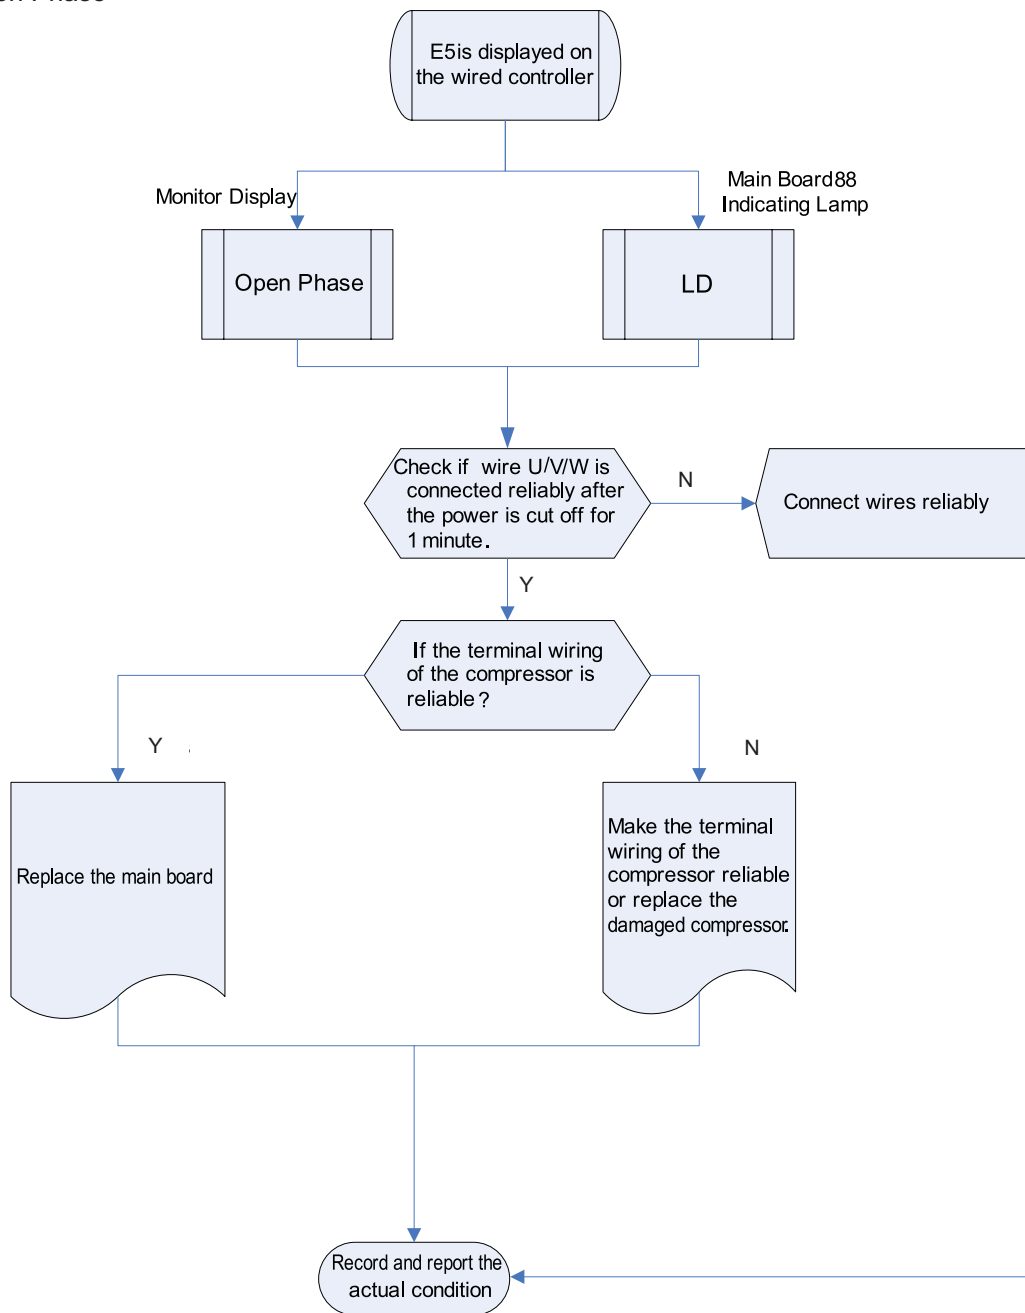 Phase
E5is displayed on
the wired controller
Monitor Display
Main Board88
Indicating Lamp
Open Phase
LD
Check if wire U/V/W is
connected reliably after
the power is cut off for
1 minute.
N
Connect wires reliably
Y
If the terminal wiring
of the compressor is
reliable?
Y
N
Replace the main board
Make the terminal
wiring of the
compressor reliable
or replace the
damaged compressor.
Record and report the
actual condition